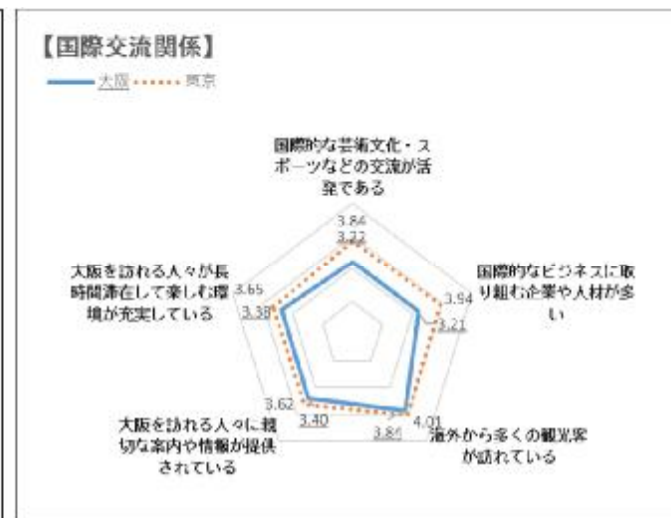 【国際交流関係】
大阪 東京
国際的な芸術文化・ス
ポーツなどの交流が活
発である
3.84
3.22
国際的なビジネスに取
り組む企業や人材が多
い
3.94
3.21
海外から多くの観光客
が訪れている
4.01
3.84
大阪を訪れる人々に親
切な案内や情報が提供
されている
3.62
3.40
大阪を訪れる人々が長
時間滞在して楽しむ環
境が充実している
3.65
3.38